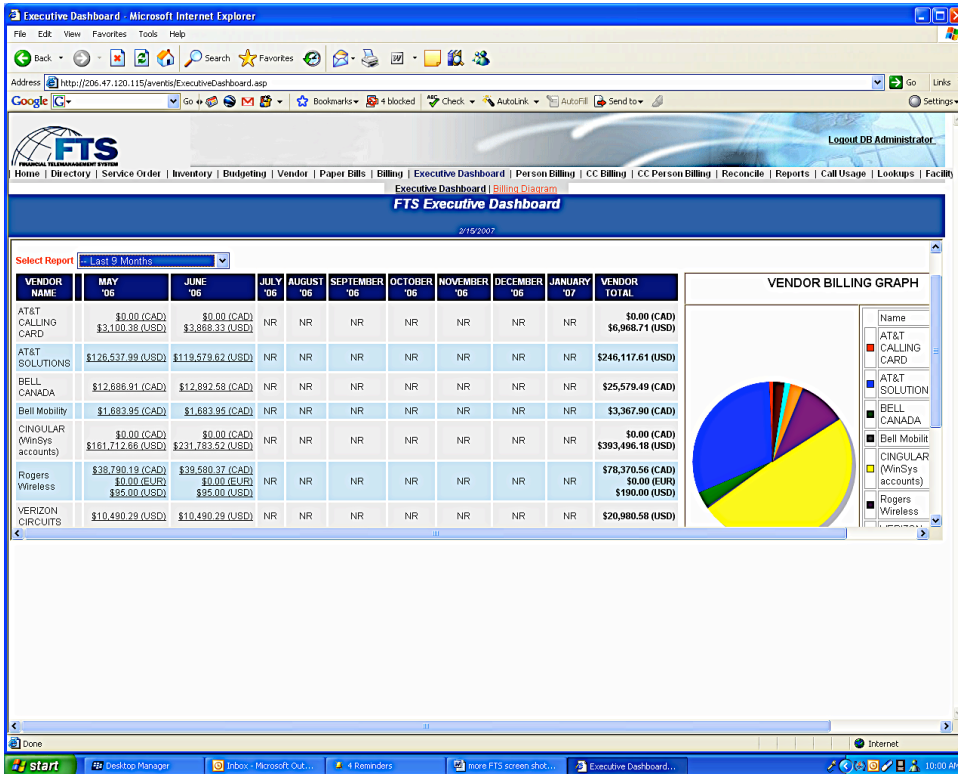 Executive Dashboard - Microsoft Internet Explorer
File Edit View Favorites Tools Help
Back Search Favorites
Address http://206.47.120.115/aventis/ExecutiveDashboard.asp Go Links
Google G Go Bookmarks 4 blocked Check AutoLink AutoFill Send to Settings
FTS
FINANCIAL TELEMANAGEMENT SYSTEM
Logout DB Administrator
| Home | Directory | Service Order | Inventory | Budgeting | Vendor | Paper Bills | Billing | Executive Dashboard | Person Billing | CC Billing | CC Person Billing | Reconcile | Reports | Call Usage | Lookups | Facility
Executive Dashboard | Billing Diagram
FTS Executive Dashboard
2/15/2007
Select Report -- Last 9 Months
VENDOR NAME MAY '06 JUNE '06 JULY '06 AUGUST '06 SEPTEMBER '06 OCTOBER '06 NOVEMBER '06 DECEMBER '06 JANUARY '07 VENDOR TOTAL
AT&T CALLING CARD $0.00 (CAD) $3,100.38 (USD) $0.00 (CAD) $3,868.33 (USD) NR NR NR NR NR NR NR $0.00 (CAD) $6,968.71 (USD)
AT&T SOLUTIONS $126,537.99 (USD) $119,579.62 (USD) NR NR NR NR NR NR NR $246,117.61 (USD)
BELL CANADA $12,686.91 (CAD) $12,892.58 (CAD) NR NR NR NR NR NR NR $25,579.49 (CAD)
Bell Mobility $1,683.95 (CAD) $1,683.95 (CAD) NR NR NR NR NR NR NR $3,367.90 (CAD)
CINGULAR (WinSys accounts) $0.00 (CAD) $161,712.66 (USD) $0.00 (CAD) $231,783.52 (USD) NR NR NR NR NR NR NR $0.00 (CAD) $393,496.18 (USD)
Rogers Wireless $38,790.19 (CAD) $0.00 (EUR) $95.00 (USD) $39,580.37 (CAD) $0.00 (EUR) $95.00 (USD) NR NR NR NR NR NR NR $78,370.56 (CAD) $0.00 (EUR) $190.00 (USD)
VERIZON CIRCUITS $10,490.29 (USD) $10,490.29 (USD) NR NR NR NR NR NR NR $20,980.58 (USD)
VENDOR BILLING GRAPH
Name
AT&T CALLING CARD
AT&T SOLUTION
BELL CANADA
Bell Mobilit
CINGULAR (WinSys accounts)
Rogers Wireless
Done Internet
start Desktop Manager Inbox - Microsoft Out... 4 Reminders more FTS screen shot... Executive Dashboard... 10:00 AM